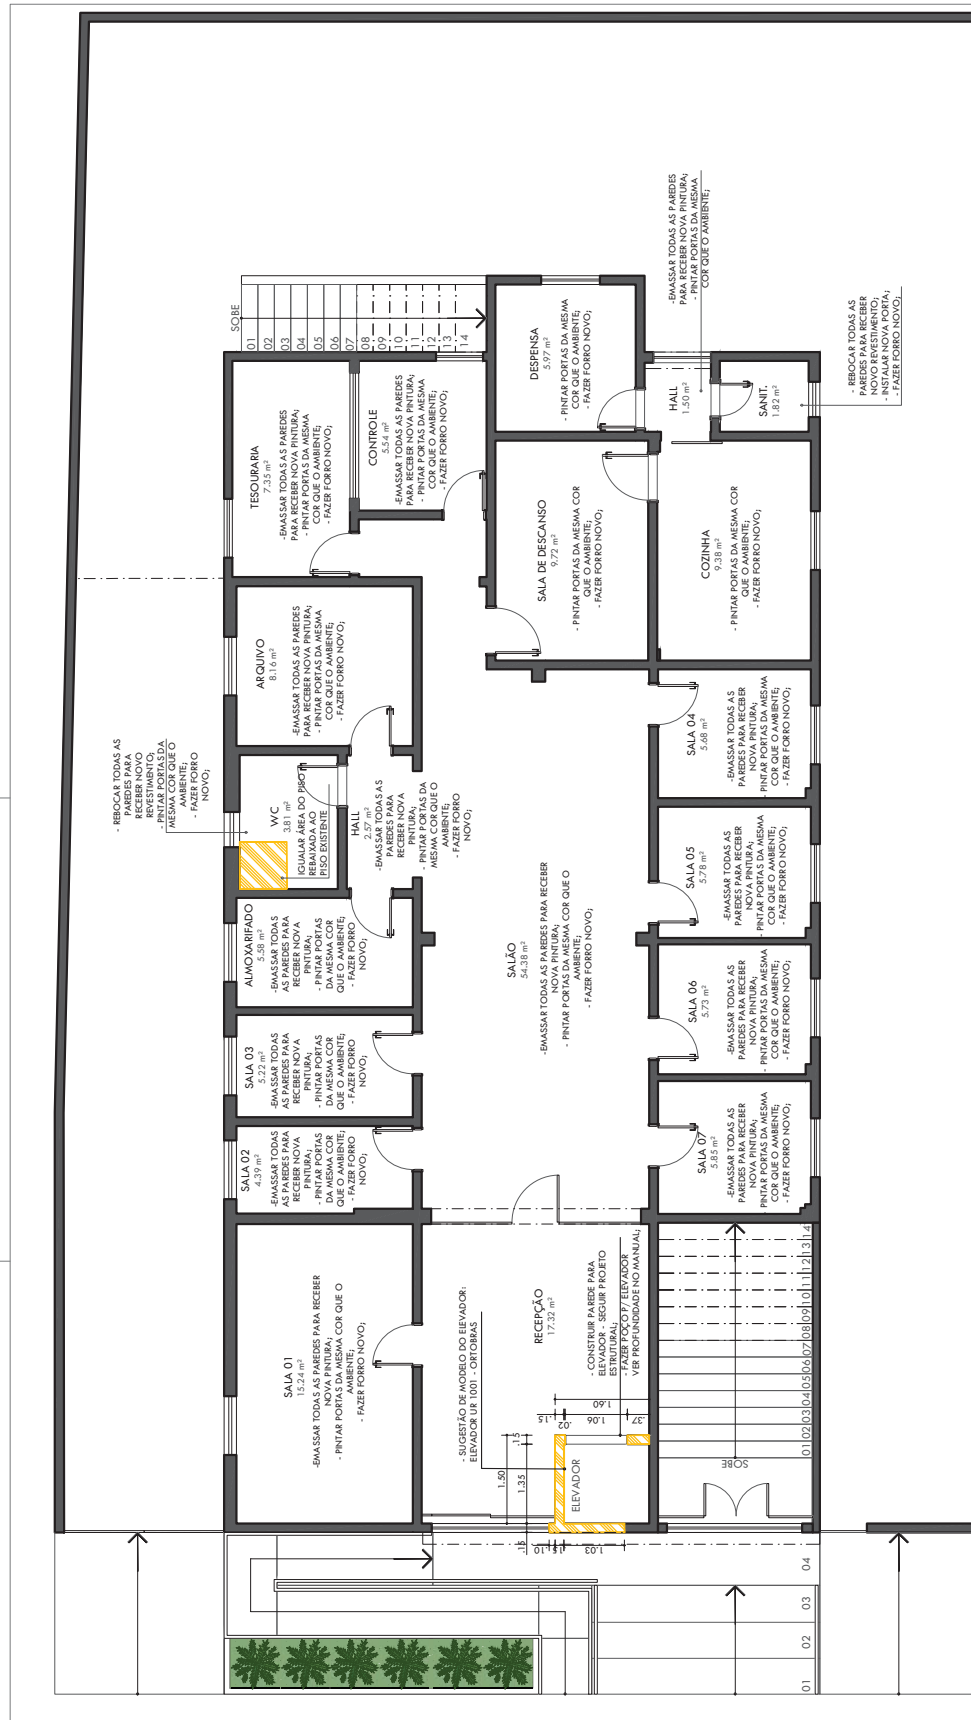 SOBE
01
02
03
04
05
06
07
08
09
10
11
12
13
14
TESOURARIA
7.35 m²
-EMASSAR TODAS AS PAREDES
PARA RECEBER NOVA PINTURA;
- PINTAR PORTAS DA MESMA
COR QUE O AMBIENTE;
- FAZER FORRO NOVO;
CONTROLE
5.54 m²
-EMASSAR TODAS AS PAREDES
PARA RECEBER NOVA PINTURA;
- PINTAR PORTAS DA MESMA
COR QUE O AMBIENTE;
- FAZER FORRO NOVO;
DESPENSA
5.97 m²
- PINTAR PORTAS DA MESMA
COR QUE O AMBIENTE;
- FAZER FORRO NOVO;
-EMASSAR TODAS AS PAREDES
PARA RECEBER NOVA PINTURA;
- PINTAR PORTAS DA MESMA
COR QUE O AMBIENTE;
HALL
1.50 m²
SANIT.
1.82 m²
- REBOCAR TODAS AS
PAREDES PARA RECEBER
NOVO REVESTIMENTO;
- INSTALAR NOVA PORTA;
- FAZER FORRO NOVO;
ARQUIVO
8.16 m²
-EMASSAR TODAS AS PAREDES
PARA RECEBER NOVA PINTURA;
- PINTAR PORTAS DA MESMA
COR QUE O AMBIENTE;
- FAZER FORRO NOVO;
SALA DE DESCANSO
9.72 m²
- PINTAR PORTAS DA MESMA COR
QUE O AMBIENTE;
- FAZER FORRO NOVO;
COZINHA
9.38 m²
- PINTAR PORTAS DA MESMA COR
QUE O AMBIENTE;
- FAZER FORRO NOVO;
- REBOCAR TODAS AS
PAREDES PARA
RECEBER NOVO
REVESTIMENTO;
- PINTAR PORTAS DA
MESMA COR QUE O
AMBIENTE;
- FAZER FORRO
NOVO;
WC
3.81 m²
IGUALAR ÁREA DO PISO
REBAIXADA AO
PISO EXISTENTE
HALL
2.57 m²
-EMASSAR TODAS AS
PAREDES PARA
RECEBER NOVA
PINTURA;
- PINTAR PORTAS DA
MESMA COR QUE O
AMBIENTE;
- FAZER FORRO
NOVO;
SALA 04
5.68 m²
-EMASSAR TODAS AS
PAREDES PARA RECEBER
NOVA PINTURA;
- PINTAR PORTAS DA MESMA
COR QUE O AMBIENTE;
- FAZER FORRO NOVO;
ALMOXARIFADO
5.58 m²
-EMASSAR TODAS
AS PAREDES PARA
RECEBER NOVA
PINTURA;
- PINTAR PORTAS
DA MESMA COR
QUE O AMBIENTE;
- FAZER FORRO
NOVO;
SALÃO
54.38 m²
-EMASSAR TODAS AS PAREDES PARA RECEBER
NOVA PINTURA;
- PINTAR PORTAS DA MESMA COR QUE O
AMBIENTE;
- FAZER FORRO NOVO;
SALA 05
5.78 m²
-EMASSAR TODAS AS
PAREDES PARA RECEBER
NOVA PINTURA;
- PINTAR PORTAS DA MESMA
COR QUE O AMBIENTE;
- FAZER FORRO NOVO;
SALA 03
5.22 m²
-EMASSAR TODAS
AS PAREDES PARA
RECEBER NOVA
PINTURA;
- PINTAR PORTAS
DA MESMA COR
QUE O AMBIENTE;
- FAZER FORRO
NOVO;
SALA 06
5.73 m²
-EMASSAR TODAS AS
PAREDES PARA RECEBER
NOVA PINTURA;
- PINTAR PORTAS DA MESMA
COR QUE O AMBIENTE;
- FAZER FORRO NOVO;
SALA 02
4.39 m²
-EMASSAR TODAS
AS PAREDES PARA
RECEBER NOVA
PINTURA;
- PINTAR PORTAS
DA MESMA COR
QUE O AMBIENTE;
- FAZER FORRO
NOVO;
SALA 07
5.85 m²
-EMASSAR TODAS AS
PAREDES PARA RECEBER
NOVA PINTURA;
- PINTAR PORTAS DA MESMA
COR QUE O AMBIENTE;
- FAZER FORRO NOVO;
SALA 01
15.24 m²
-EMASSAR TODAS AS PAREDES PARA RECEBER
NOVA PINTURA;
- PINTAR PORTAS DA MESMA COR QUE O
AMBIENTE;
- FAZER FORRO NOVO;
- SUGESTÃO DE MODELO DO ELEVADOR:
ELEVADOR UR 1001 - ORTOBRAS
RECEPÇÃO
17.32 m²
- CONSTRUIR PAREDE PARA
ELEVADOR - SEGUIR PROJETO
ESTRUTURAL;
- FAZER POÇO P/ ELEVADOR
VER PROFUNDIDADE NO MANUAL;
ELEVADOR
1.50
1.35
.15
.15
.15
.02
1.06
1.60
.37
.10
.15
1.03
SOBE
01 02 03 04 05 06 07 08 09 10 11 12 13 14
01
02
03
04